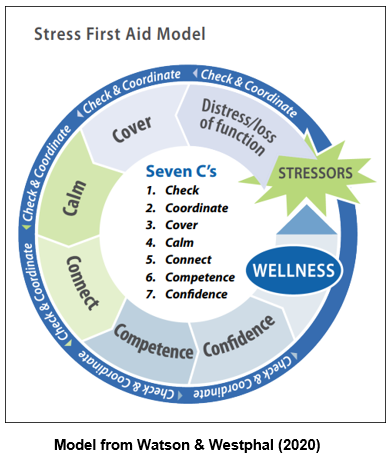 Stress First Aid Model
Check & Coordinate
Check & Coordinate
Distress/loss
of function
Cover
STRESSORS
Seven C's
1. Check
2. Coordinate
3. Cover
4. Calm
5. Connect
6. Competence
7. Confidence
Check & Coordinate
Calm
WELLNESS
Check & Coordinate
Connect
Competence
Confidence
Check & Coordinate
Check & Coordinate
Check & Coordinate
Model from Watson & Westphal (2020)